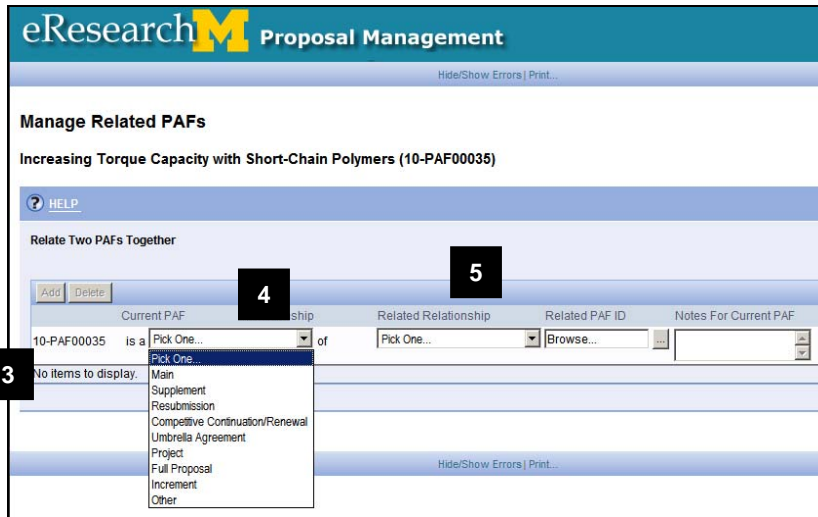 eResearch M Proposal Management
Hide/Show Errors | Print...
Manage Related PAFs
Increasing Torque Capacity with Short-Chain Polymers (10-PAF00035)
? HELP
Relate Two PAFs Together
4
5
Add Delete
Current PAF ship Related Relationship Related PAF ID Notes For Current PAF
10-PAF00035 is a Pick One... of Pick One... Browse... ...
3
No items to display.
Pick One...
Main
Supplement
Resubmission
Competitive Continuation/Renewal
Umbrella Agreement
Project
Full Proposal
Increment
Other
Hide/Show Errors | Print...